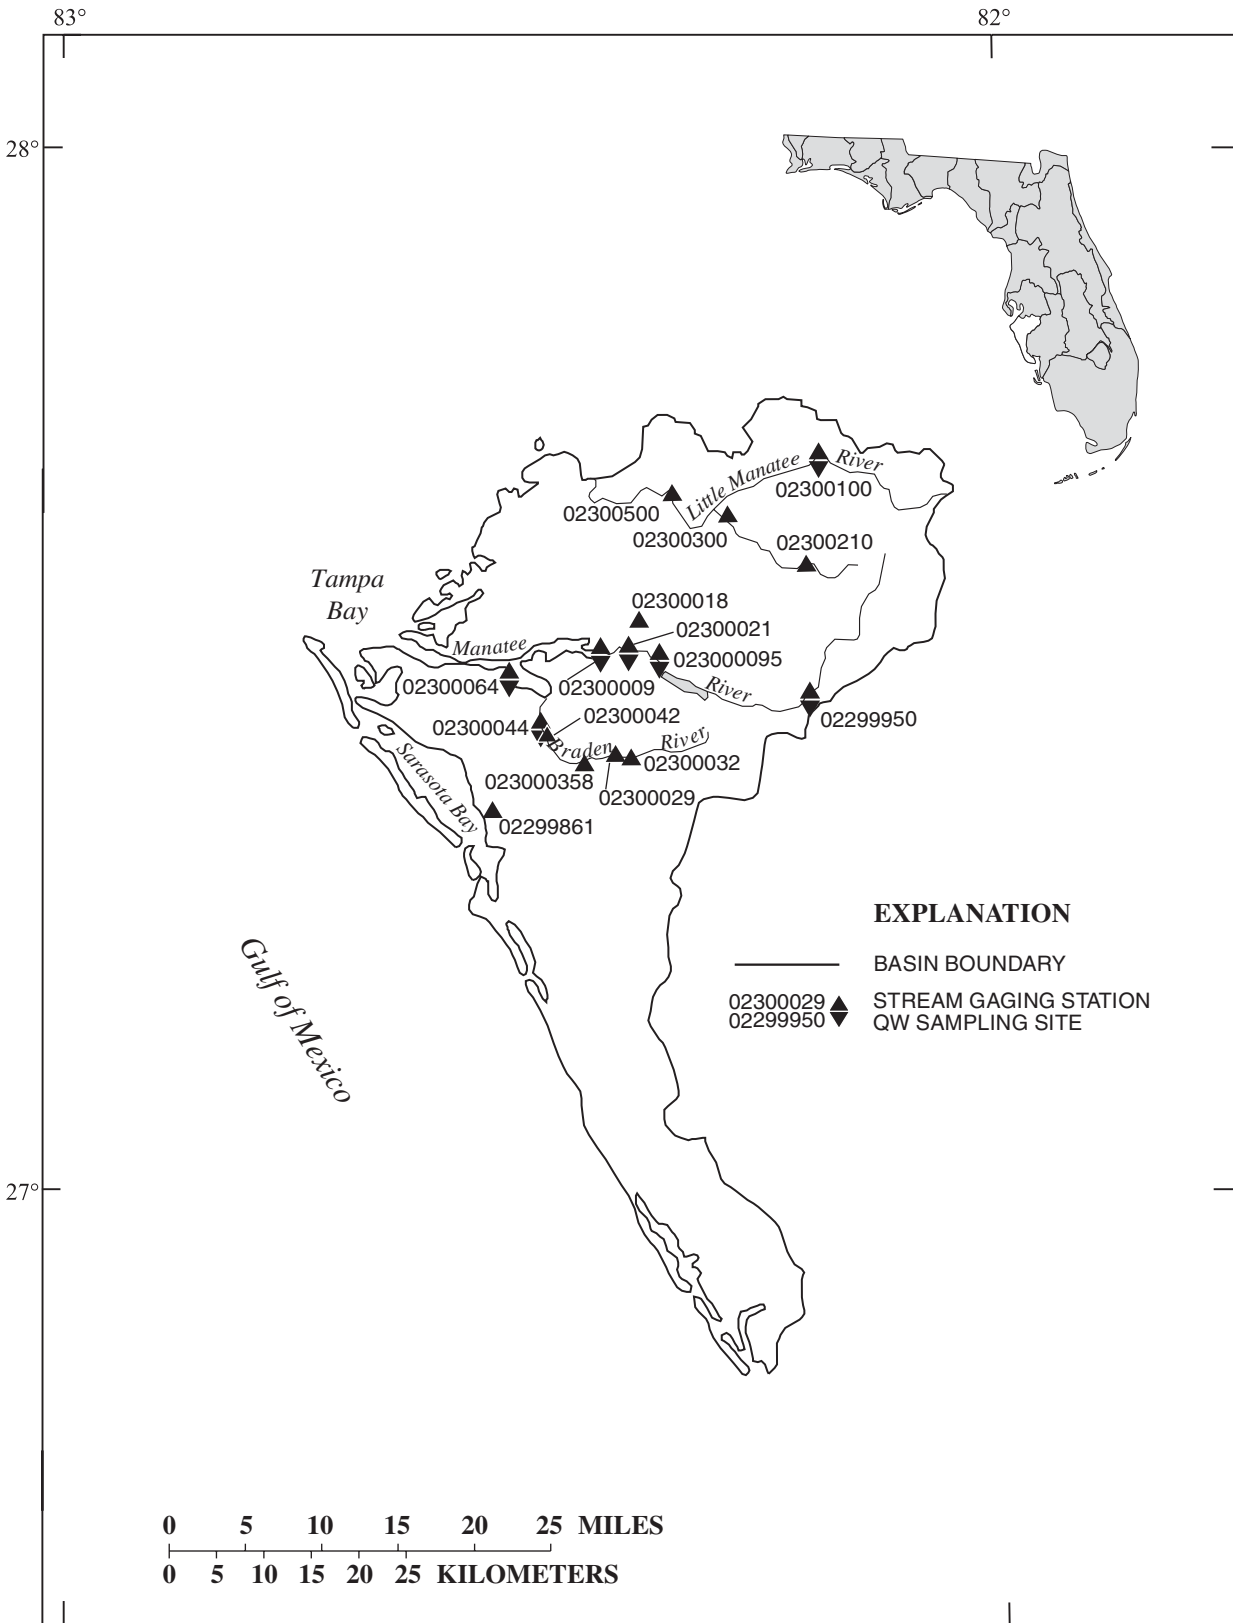 83°
82°
28°
Little Manatee River
02300100
02300500
02300300
02300210
Tampa
Bay
02300018
02300021
Manatee
023000095
02300064
02300009
River
02299950
02300042
02300044
Braden River
02300032
023000358
02300029
Sarasota Bay
02299861
EXPLANATION
Gulf of Mexico
BASIN BOUNDARY
02300029 STREAM GAGING STATION
02299950 QW SAMPLING SITE
27°
0 5 10 15 20 25 MILES
0 5 10 15 20 25 KILOMETERS